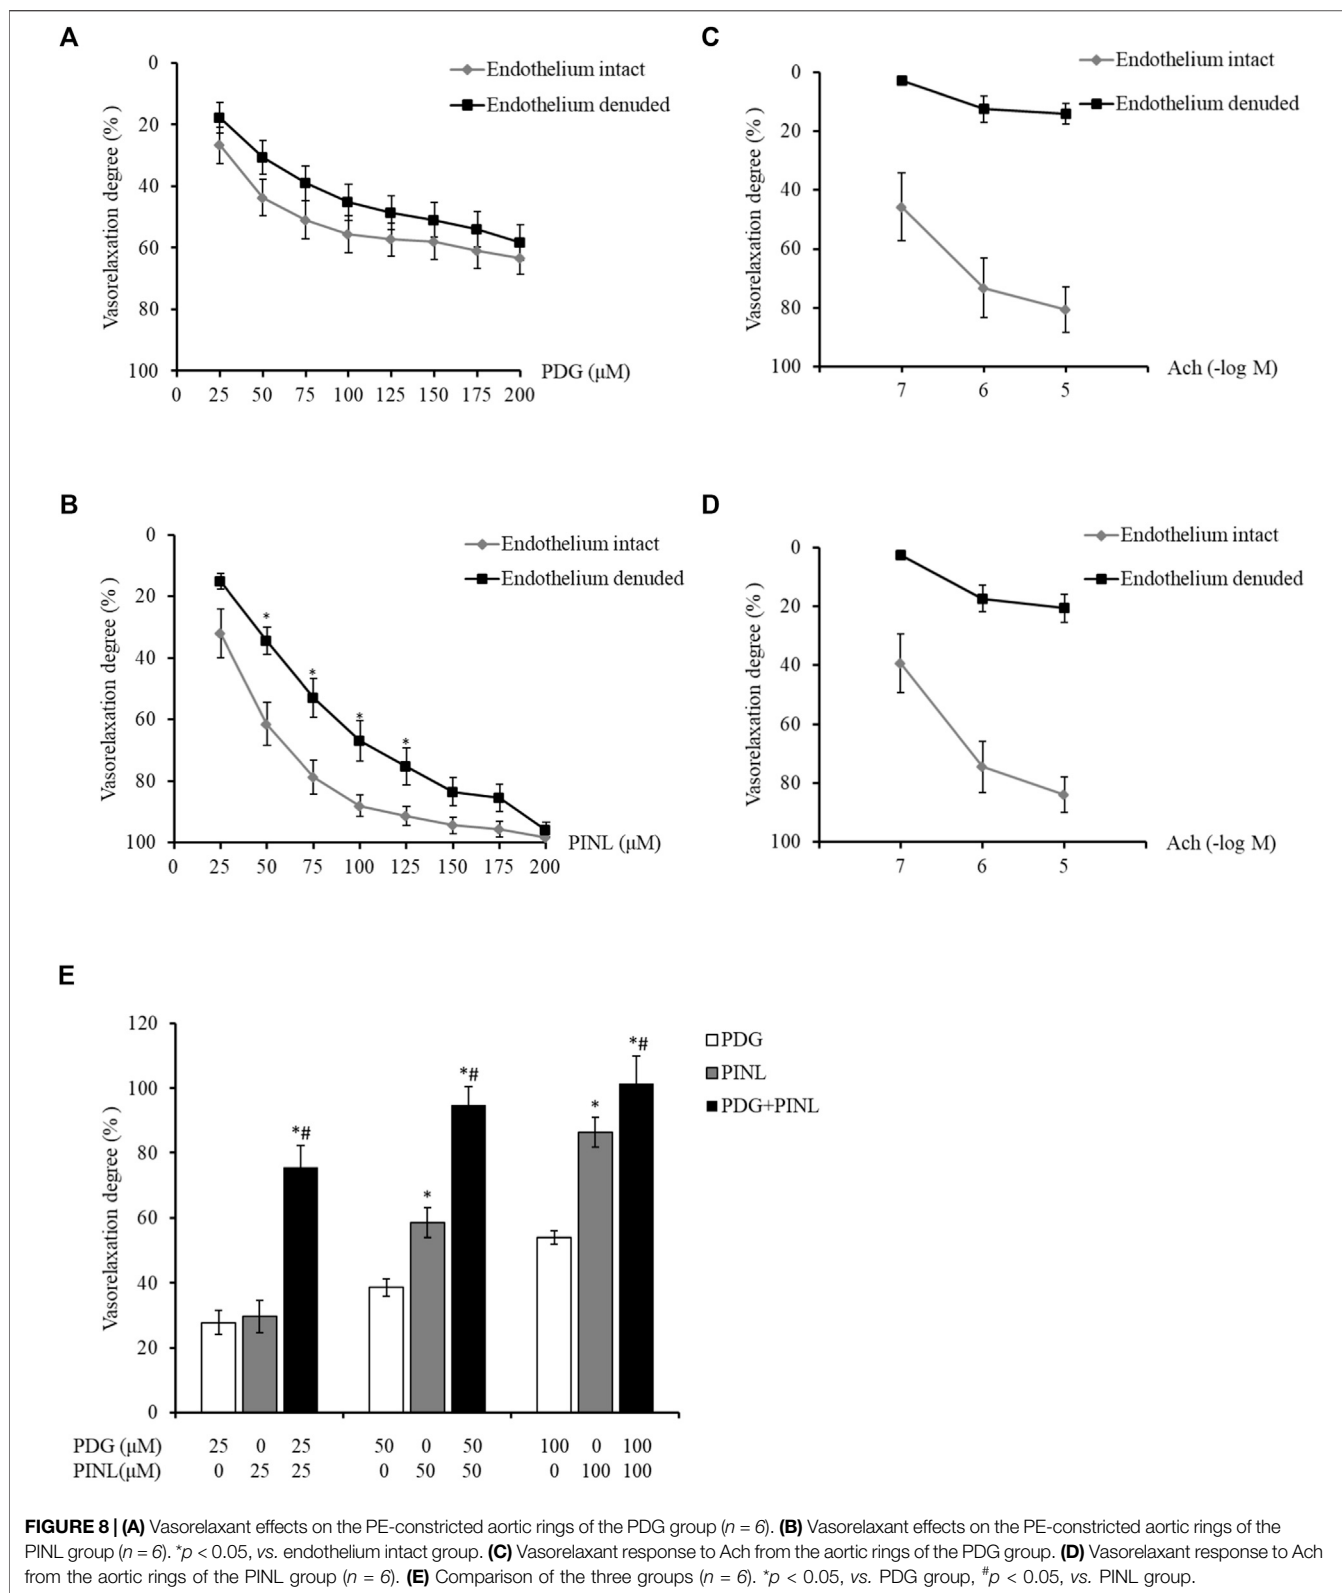 A
Endothelium intact
Endothelium denuded
Vasorelaxation degree (%)
0
20
40
60
80
100
0 25 50 75 100 125 150 175 200
PDG (μM)
C
Endothelium intact
Endothelium denuded
Vasorelaxation degree (%)
0
20
40
60
80
100
7 6 5
Ach (-log M)
B
Endothelium intact
Endothelium denuded
Vasorelaxation degree (%)
0
20
40
60
80
100
* * * *
0 25 50 75 100 125 150 175 200
PINL (μM)
D
Endothelium intact
Endothelium denuded
Vasorelaxation degree (%)
0
20
40
60
80
100
7 6 5
Ach (-log M)
E
Vasorelaxation degree (%)
120
100
80
60
40
20
0
*# * *# * *#
PDG
PINL
PDG+PINL
PDG (μM) 25 0 25 50 0 50 100 0 100
PINL(μM) 0 25 25 0 50 50 0 100 100
FIGURE 8 | (A) Vasorelaxant effects on the PE-constricted aortic rings of the PDG group (n = 6). (B) Vasorelaxant effects on the PE-constricted aortic rings of the
PINL group (n = 6). *p < 0.05, vs. endothelium intact group. (C) Vasorelaxant response to Ach from the aortic rings of the PDG group. (D) Vasorelaxant response to Ach
from the aortic rings of the PINL group (n = 6). (E) Comparison of the three groups (n = 6). *p < 0.05, vs. PDG group, #p < 0.05, vs. PINL group.